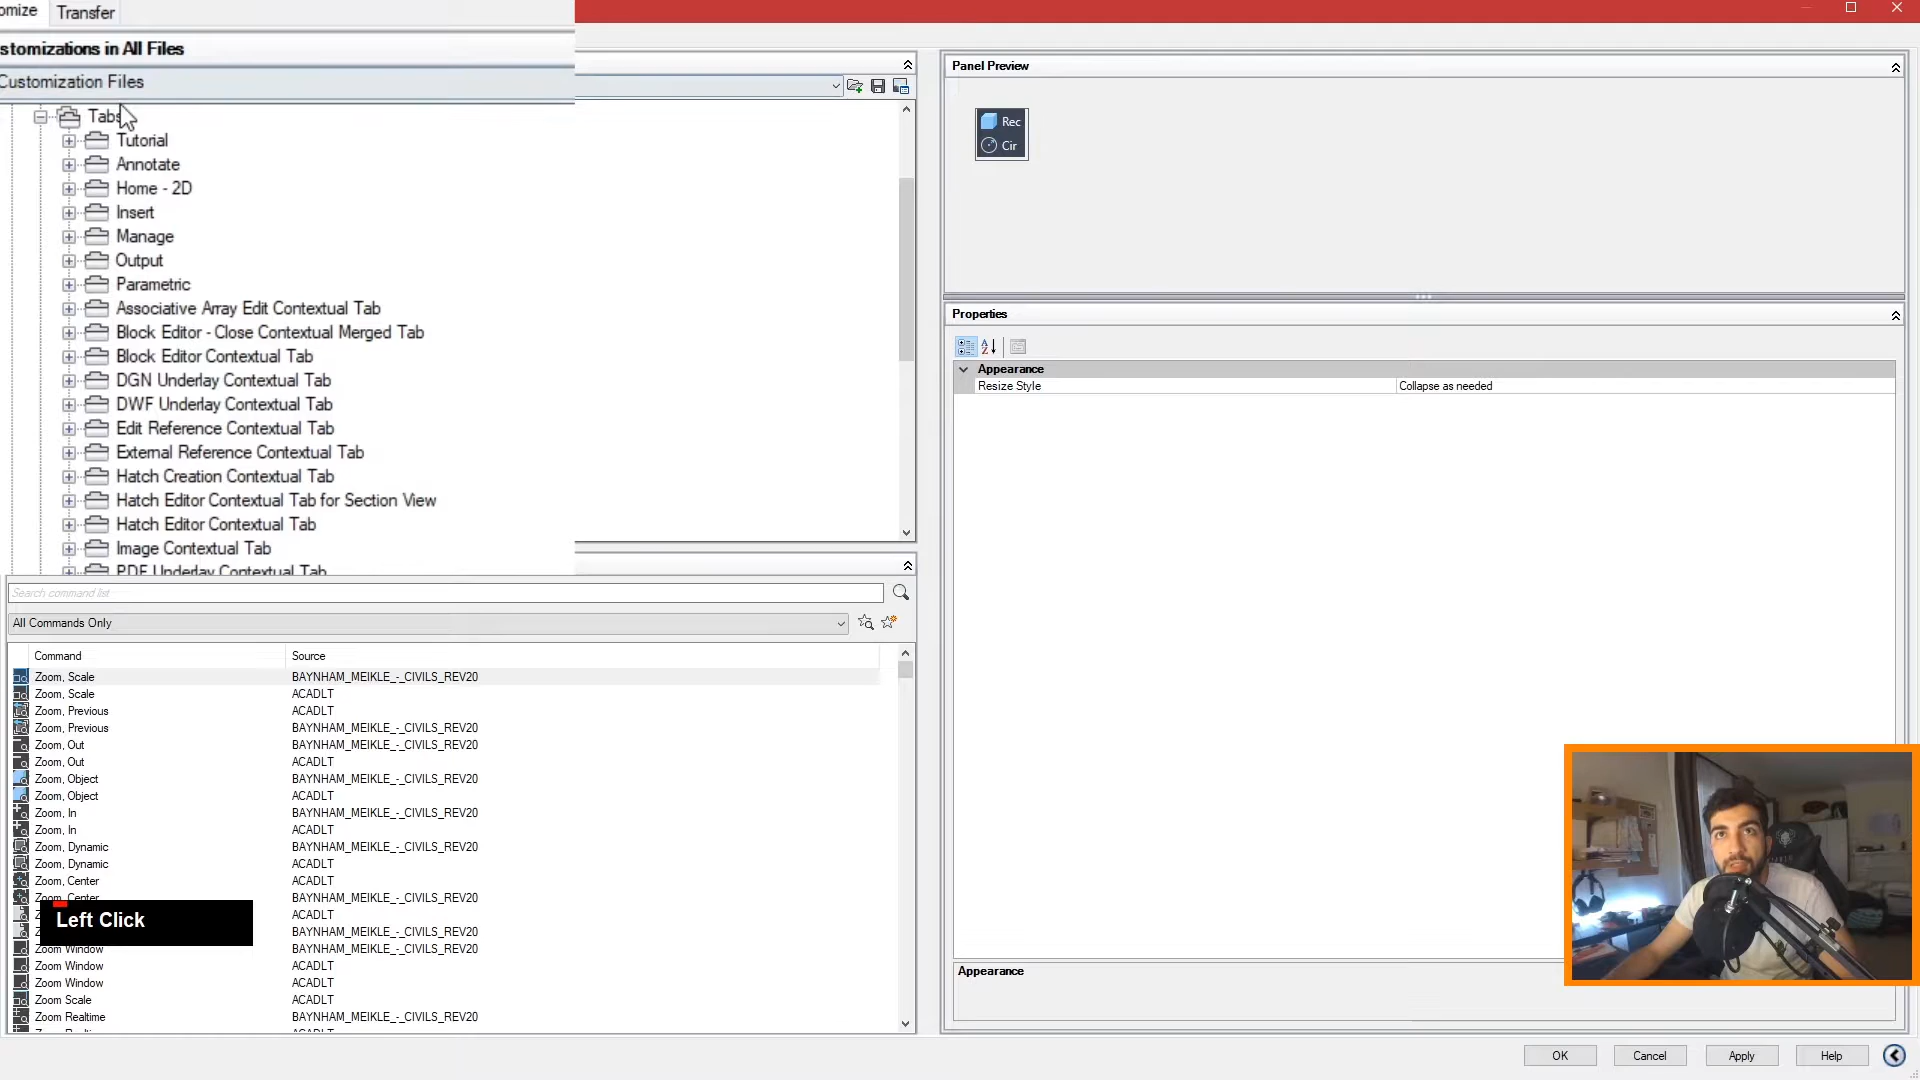 omize Transfer
stomizations in All Files
Customization Files
Tabs
Tutorial
Annotate
Home - 2D
Insert
Manage
Output
Parametric
Associative Array Edit Contextual Tab
Block Editor - Close Contextual Merged Tab
Block Editor Contextual Tab
DGN Underlay Contextual Tab
DWF Underlay Contextual Tab
Edit Reference Contextual Tab
External Reference Contextual Tab
Hatch Creation Contextual Tab
Hatch Editor Contextual Tab for Section View
Hatch Editor Contextual Tab
Image Contextual Tab
PDF Underlay Contextual Tab
Search command list
All Commands Only
Command Source
Zoom, Scale BAYNHAM_MEIKLE_-_CIVILS_REV20
Zoom, Scale ACADLT
Zoom, Previous ACADLT
Zoom, Previous BAYNHAM_MEIKLE_-_CIVILS_REV20
Zoom, Out BAYNHAM_MEIKLE_-_CIVILS_REV20
Zoom, Out ACADLT
Zoom, Object BAYNHAM_MEIKLE_-_CIVILS_REV20
Zoom, Object ACADLT
Zoom, In BAYNHAM_MEIKLE_-_CIVILS_REV20
Zoom, In ACADLT
Zoom, Dynamic BAYNHAM_MEIKLE_-_CIVILS_REV20
Zoom, Dynamic ACADLT
Zoom, Center ACADLT
Zoom, Center BAYNHAM_MEIKLE_-_CIVILS_REV20
ACADLT
BAYNHAM_MEIKLE_-_CIVILS_REV20
Zoom Window BAYNHAM_MEIKLE_-_CIVILS_REV20
Zoom Window ACADLT
Zoom Window ACADLT
Zoom Scale ACADLT
Zoom Realtime BAYNHAM_MEIKLE_-_CIVILS_REV20
Left Click
Panel Preview
Rec
Cir
Properties
Appearance
Resize Style Collapse as needed
Appearance
OK Cancel Apply Help